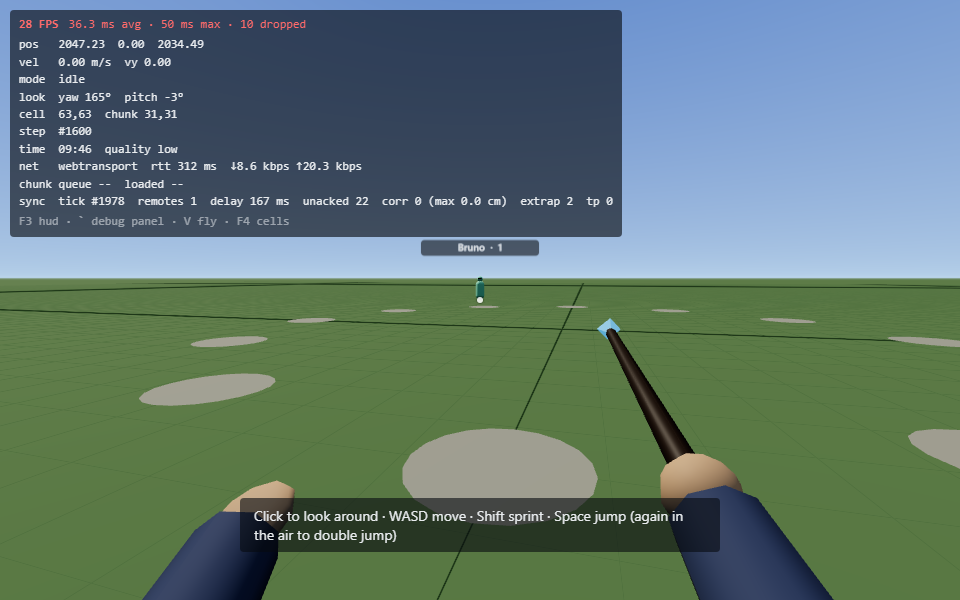 28 FPS 36.3 ms avg · 50 ms max · 10 dropped
pos 2047.23 0.00 2034.49
vel 0.00 m/s vy 0.00
mode idle
look yaw 165° pitch -3°
cell 63,63 chunk 31,31
step #1600
time 09:46 quality low
net webtransport rtt 312 ms ↓8.6 kbps ↑20.3 kbps
chunk queue -- loaded --
sync tick #1978 remotes 1 delay 167 ms unacked 22 corr 0 (max 0.0 cm) extrap 2 tp 0
F3 hud · ` debug panel · V fly · F4 cells
Bruno · 1
Click to look around · WASD move · Shift sprint · Space jump (again in
the air to double jump)